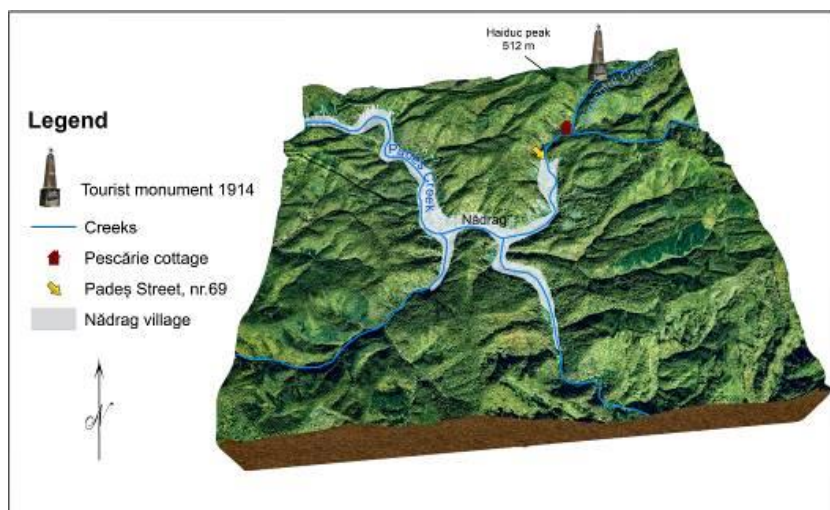 Haiduc peak
512 m
Creek
Padeș Creek
Nădrag
Legend
Tourist monument 1914
Creeks
Pescărie cottage
Padeș Street, nr.69
Nădrag village
N